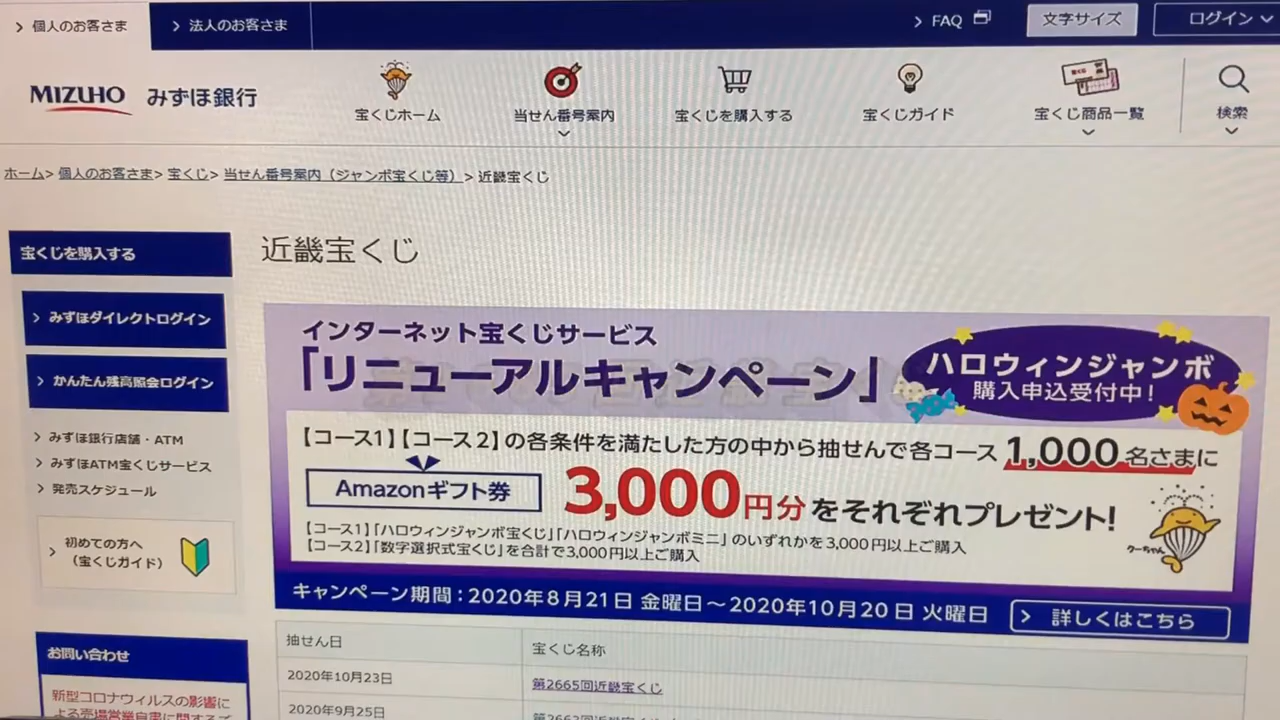 個人のお客さま
法人のお客さま
FAQ
文字サイズ
ログイン
MIZUHO みずほ銀行
宝くじホーム
当せん番号案内
宝くじを購入する
宝くじガイド
宝くじ商品一覧
検索
ホーム> 個人のお客さま> 宝くじ> 当せん番号案内（ジャンボ宝くじ等）> 近畿宝くじ
宝くじを購入する
みずほダイレクトログイン
かんたん残高照会ログイン
みずほ銀行店舗・ATM
みずほATM宝くじサービス
発売スケジュール
初めての方へ
（宝くじガイド）
お問い合わせ
新型コロナウィルスの影響に
よる売場営業自粛に関するご
近畿宝くじ
インターネット宝くじサービス
「リニューアルキャンペーン」
ハロウィンジャンボ
購入申込受付中！
【コース1】【コース2】の各条件を満たした方の中から抽せんで各コース 1,000名さまに
Amazonギフト券 3,000円分をそれぞれプレゼント!
【コース1】「ハロウィンジャンボ宝くじ」「ハロウィンジャンボミニ」のいずれかを3,000円以上ご購入
【コース2】「数字選択式宝くじ」を合計で3,000円以上ご購入
クーちゃん
キャンペーン期間：2020年8月21日 金曜日～2020年10月20日 火曜日
詳しくはこちら
抽せん日 宝くじ名称
2020年10月23日 第2665回近畿宝くじ
2020年9月25日